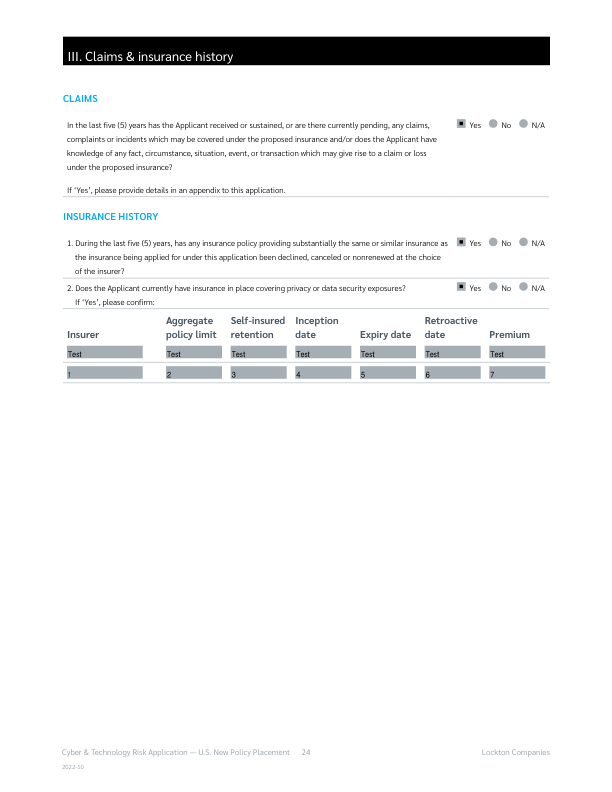 III. Claims & insurance history
CLAIMS
In the last five (5) years has the Applicant received or sustained, or are there currently pending, any claims, Yes No N/A
complaints or incidents which may be covered under the proposed insurance and/or does the Applicant have
knowledge of any fact, circumstance, situation, event, or transaction which may give rise to a claim or loss
under the proposed insurance?
If 'Yes', please provide details in an appendix to this application.
INSURANCE HISTORY
1. During the last five (5) years, has any insurance policy providing substantially the same or similar insurance as Yes No N/A
the insurance being applied for under this application been declined, canceled or nonrenewed at the choice
of the insurer?
2. Does the Applicant currently have insurance in place covering privacy or data security exposures? Yes No N/A
If 'Yes', please confirm:
Aggregate Self-insured Inception Retroactive
Insurer policy limit retention date Expiry date date Premium
Test Test Test Test Test Test Test
1 2 3 4 5 6 7
Cyber & Technology Risk Application — U.S. New Policy Placement 24 Lockton Companies
2022-10